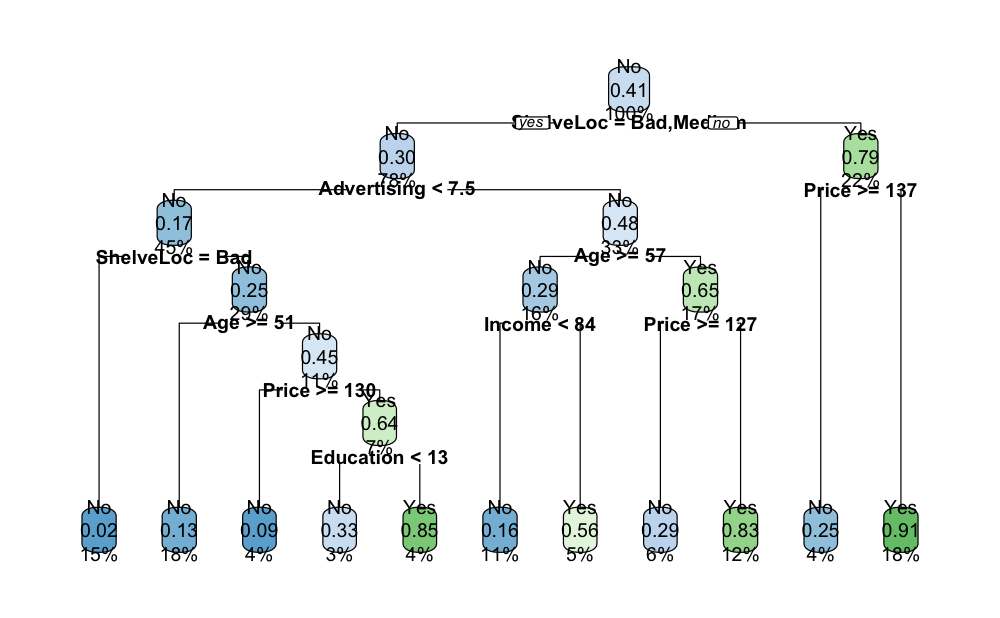 No
0.41
100%
ShelveLoc = Bad,Medium
yes
no
No
0.30
78%
Yes
0.79
22%
Advertising < 7.5
Price >= 137
No
0.17
45%
No
0.48
33%
ShelveLoc = Bad
Age >= 57
No
0.25
29%
No
0.29
16%
Yes
0.65
17%
Age >= 51
Income < 84
Price >= 127
No
0.45
11%
Price >= 130
Yes
0.64
7%
Education < 13
No
0.02
15%
No
0.13
18%
No
0.09
4%
No
0.33
3%
Yes
0.85
4%
No
0.16
11%
Yes
0.56
5%
No
0.29
6%
Yes
0.83
12%
No
0.25
4%
Yes
0.91
18%